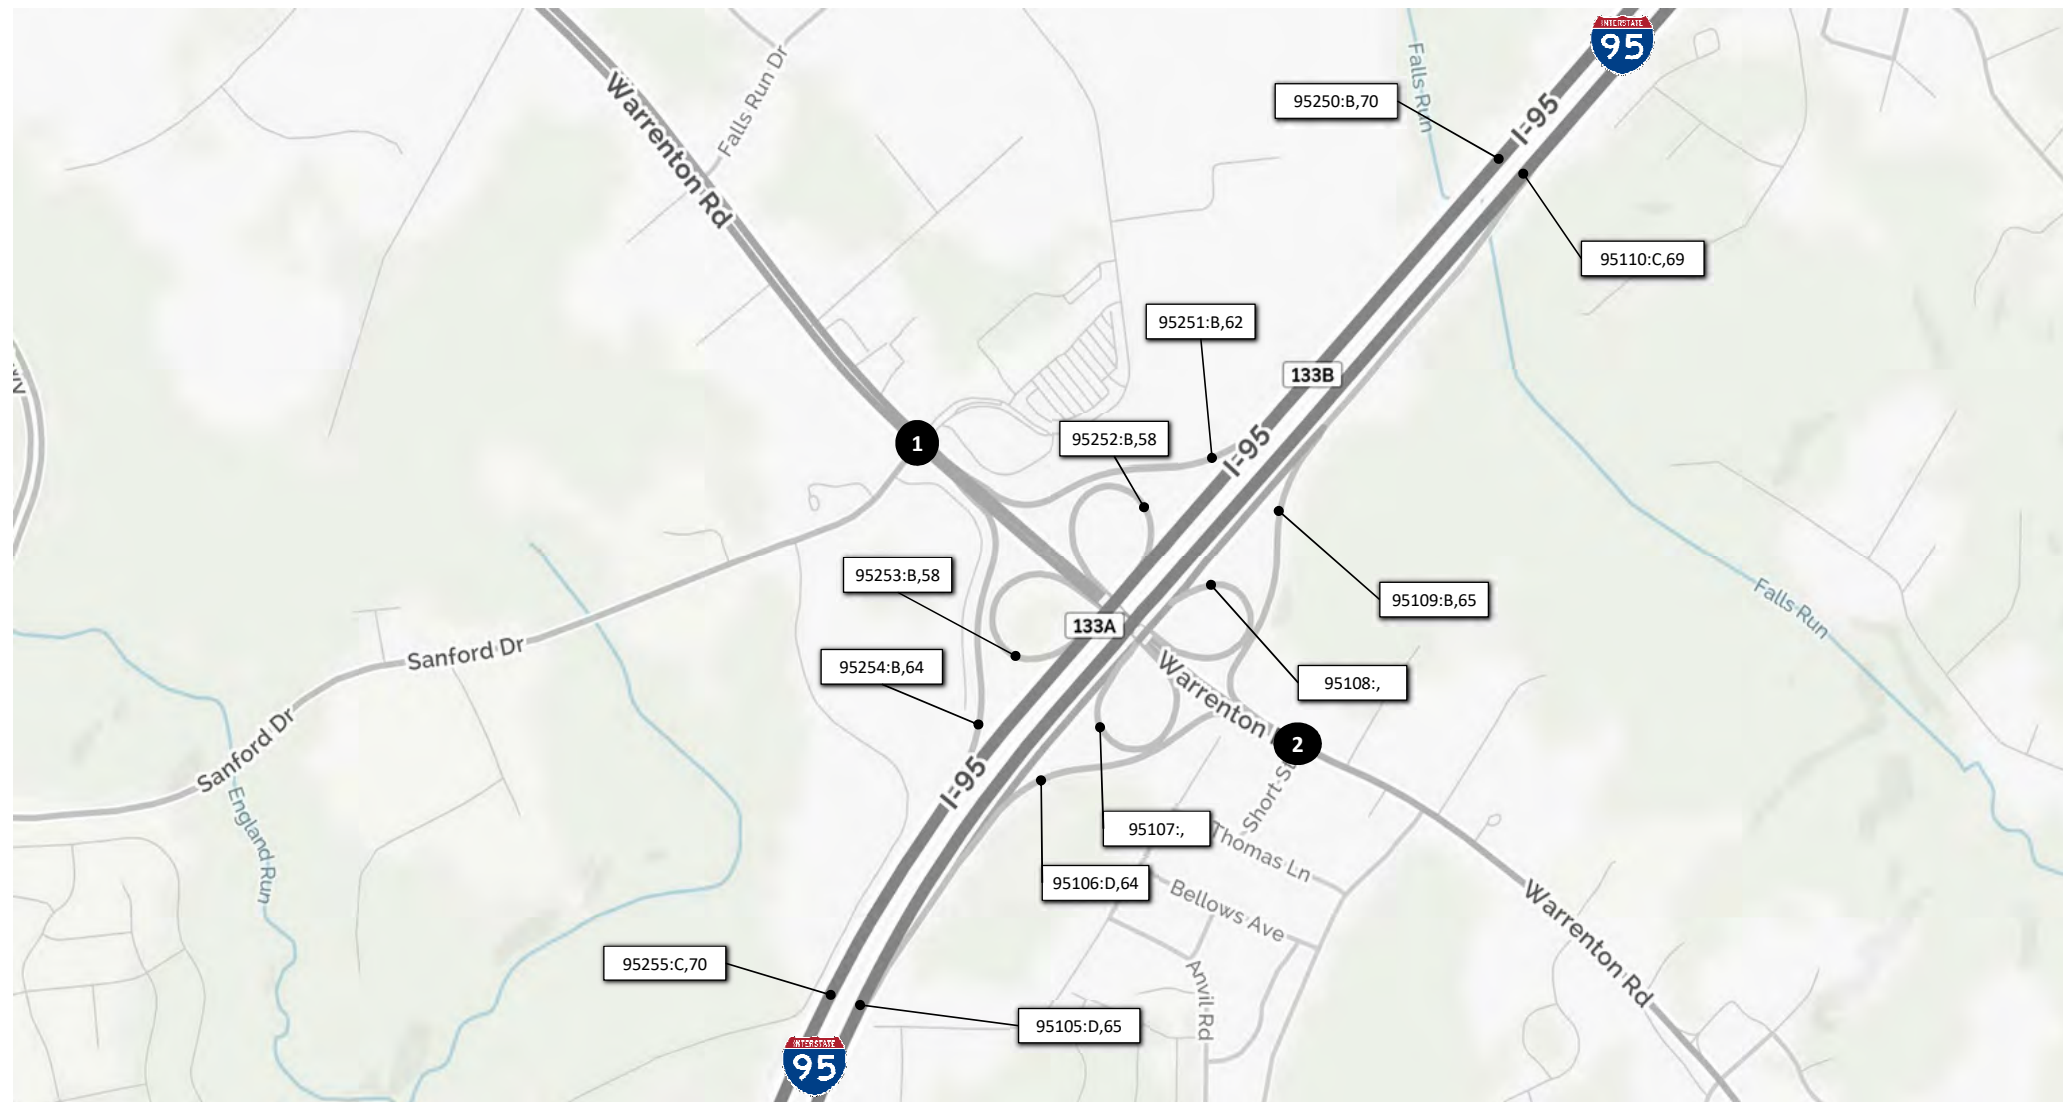 INTERSTATE
95
Warrenton Rd
Falls Run Dr
Falls Run
I-95
95250:B,70
95110:C,69
95251:B,62
133B
1
95252:B,58
I-95
95253:B,58
95109:B,65
Falls Run
133A
Sanford Dr
95254:B,64
95108:,
Warrenton
2
Sanford Dr
I-95
Short St
95107:,
Thomas Ln
England Run
95106:D,64
Bellows Ave
Warrenton Rd
95255:C,70
Anvil Rd
95105:D,65
INTERSTATE
95